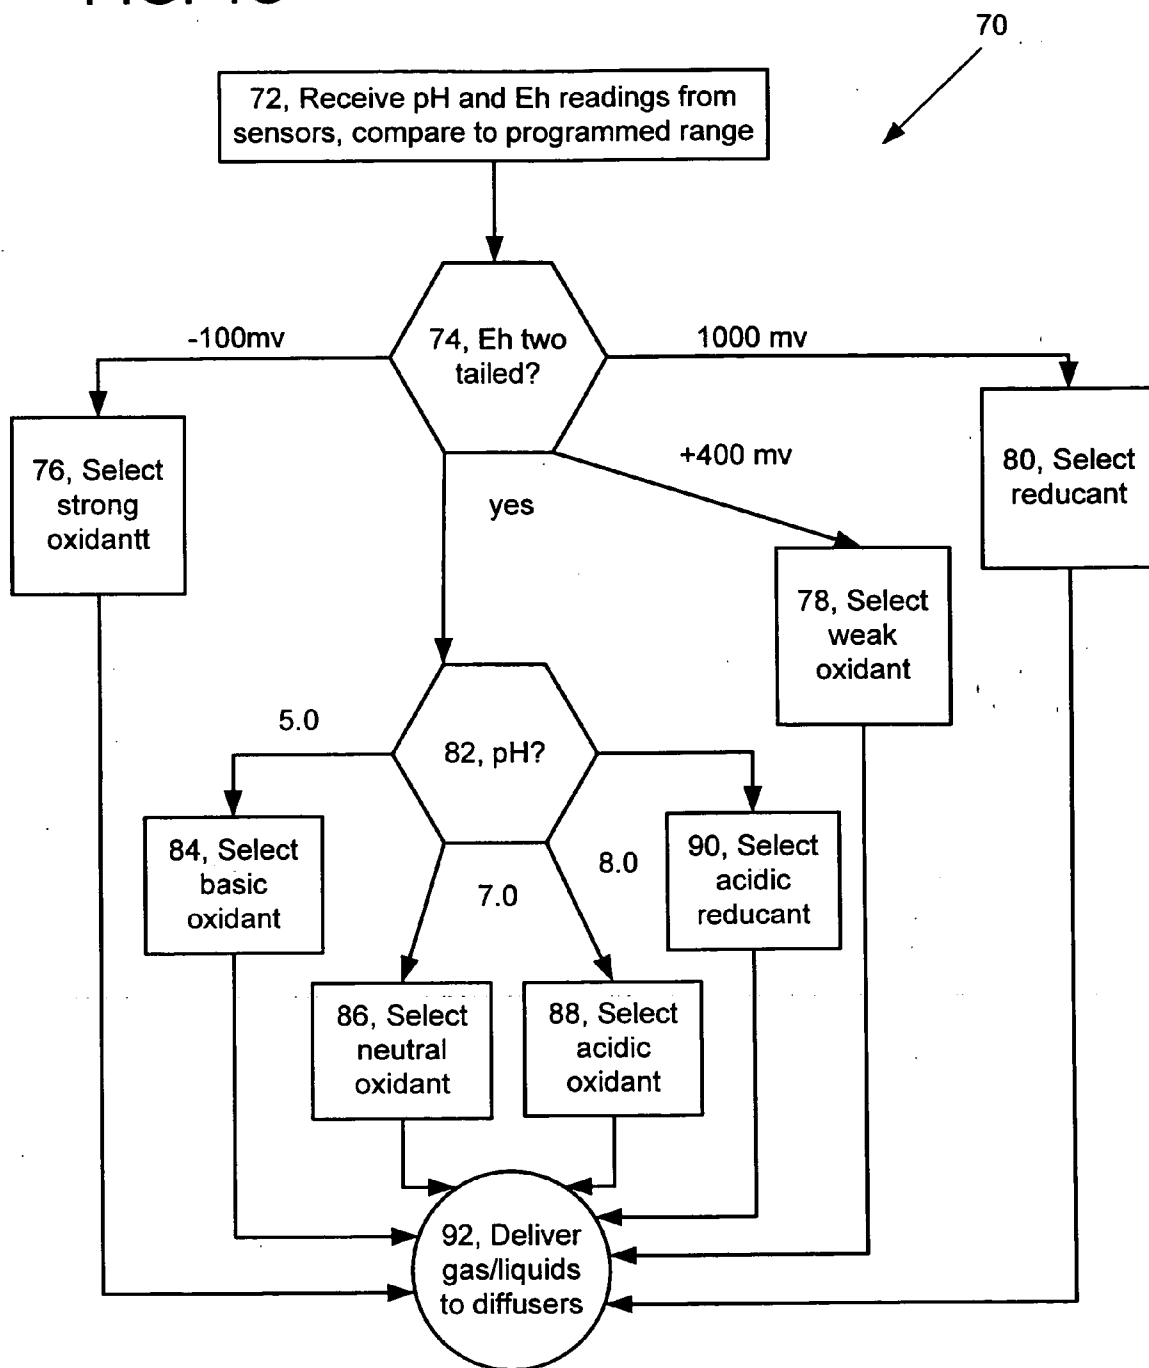 70
72, Receive pH and Eh readings from
sensors, compare to programmed range
74, Eh two
tailed?
-100mv
1000 mv
+400 mv
yes
76, Select
strong
oxidantt
80, Select
reducant
78, Select
weak
oxidant
82, pH?
5.0
7.0
8.0
84, Select
basic
oxidant
90, Select
acidic
reducant
86, Select
neutral
oxidant
88, Select
acidic
oxidant
92, Deliver
gas/liquids
to diffusers